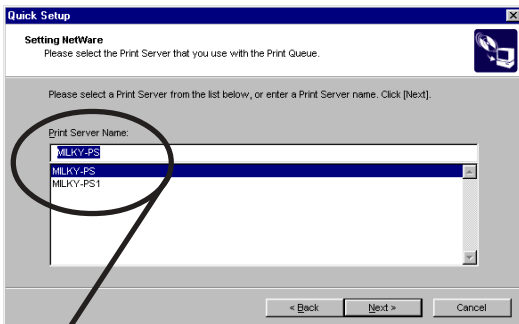 Quick Setup
Setting NetWare
Please select the Print Server that you use with the Print Queue.
Please select a Print Server from the list below, or enter a Print Server name. Click [Next].
Print Server Name:
MILKY-PS
MILKY-PS
MILKY-PS1
< Back
Next >
Cancel